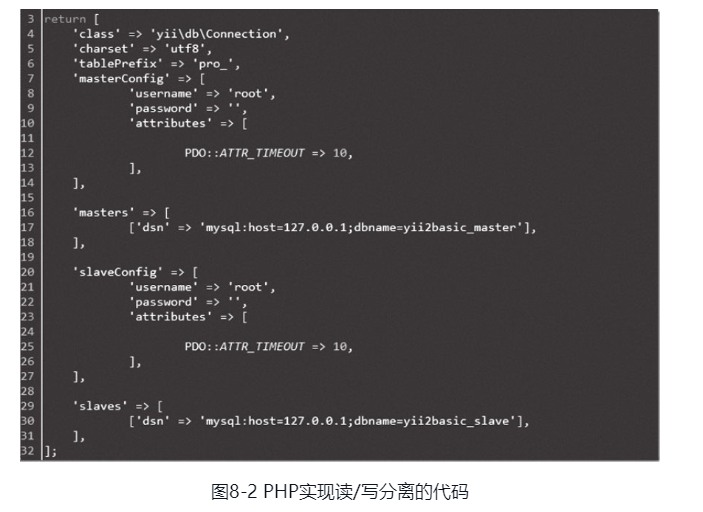 3 return [
4     'class' => 'yii\db\Connection',
5     'charset' => 'utf8',
6     'tablePrefix' => 'pro_',
7     'masterConfig' => [
8             'username' => 'root',
9             'password' => '',
10             'attributes' => [
11
12                     PDO::ATTR_TIMEOUT => 10,
13             ],
14     ],
15
16     'masters' => [
17             ['dsn' => 'mysql:host=127.0.0.1;dbname=yii2basic_master'],
18     ],
19
20     'slaveConfig' => [
21             'username' => 'root',
22             'password' => '',
23             'attributes' => [
24
25                     PDO::ATTR_TIMEOUT => 10,
26             ],
27     ],
28
29     'slaves' => [
30             ['dsn' => 'mysql:host=127.0.0.1;dbname=yii2basic_slave'],
31     ],
32 ];
图8-2 PHP实现读/写分离的代码